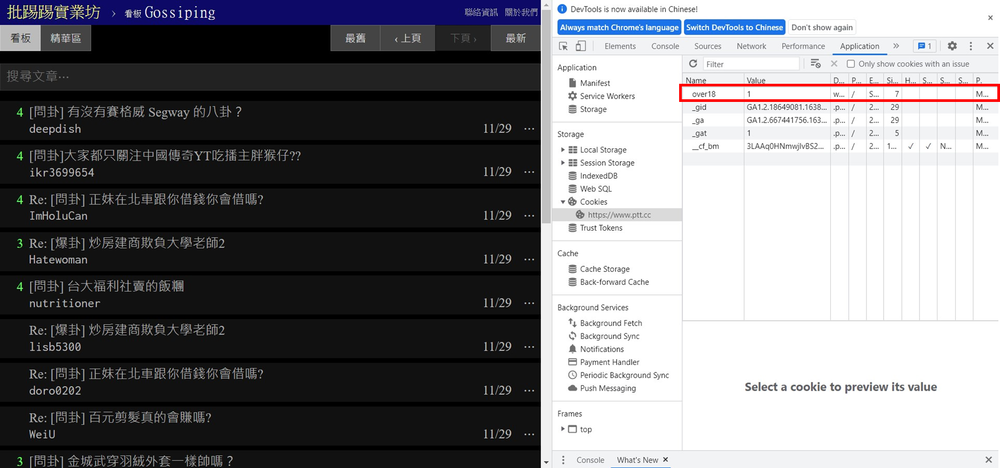 批踢踢實業坊 › 看板 Gossiping 聯絡資訊 關於我們
看板 精華區 最舊 ‹ 上頁 下頁 › 最新
搜尋文章⋯
4 [問卦] 有沒有賽格威 Segway 的八卦？
deepdish 11/29 ⋯
4 [問卦]大家都只關注中國傳奇YT吃播主胖猴仔??
ikr3699654 11/29 ⋯
4 Re: [問卦] 正妹在北車跟你借錢你會借嗎?
ImHoluCan 11/29 ⋯
3 Re: [爆卦] 炒房建商欺負大學老師2
Hatewoman 11/29 ⋯
4 [問卦] 台大福利社賣的飯糰
nutritioner 11/29 ⋯
Re: [爆卦] 炒房建商欺負大學老師2
lisb5300 11/29 ⋯
Re: [問卦] 正妹在北車跟你借錢你會借嗎?
doro0202 11/29 ⋯
Re: [問卦] 百元剪髮真的會賺嗎?
WeiU 11/29 ⋯
3 [問卦] 金城武穿羽絨外套一樣帥嗎？
DevTools is now available in Chinese!
Always match Chrome's language Switch DevTools to Chinese Don't show again
Elements Console Sources Network Performance Application » 1
Application
Manifest
Service Workers
Storage
Storage
Local Storage
Session Storage
IndexedDB
Web SQL
Cookies
https://www.ptt.cc
Trust Tokens
Cache
Cache Storage
Back-forward Cache
Background Services
Background Fetch
Background Sync
Notifications
Payment Handler
Periodic Background Sync
Push Messaging
Frames
top
Filter Only show cookies with an issue
Name Value D... P... E... Si... H... S... S... S... P.
over18 1 w... / S... 7 M...
_gid GA1.2.18649081.1638... .p... / 2... 29 M...
_ga GA1.2.667441756.163... .p... / 2... 29 M...
_gat 1 .p... / 2... 5 M...
__cf_bm 3LAAq0HNmwjIvBS2... .p... / 2... 1... ✓ ✓ N... M...
Select a cookie to preview its value
Console What's New